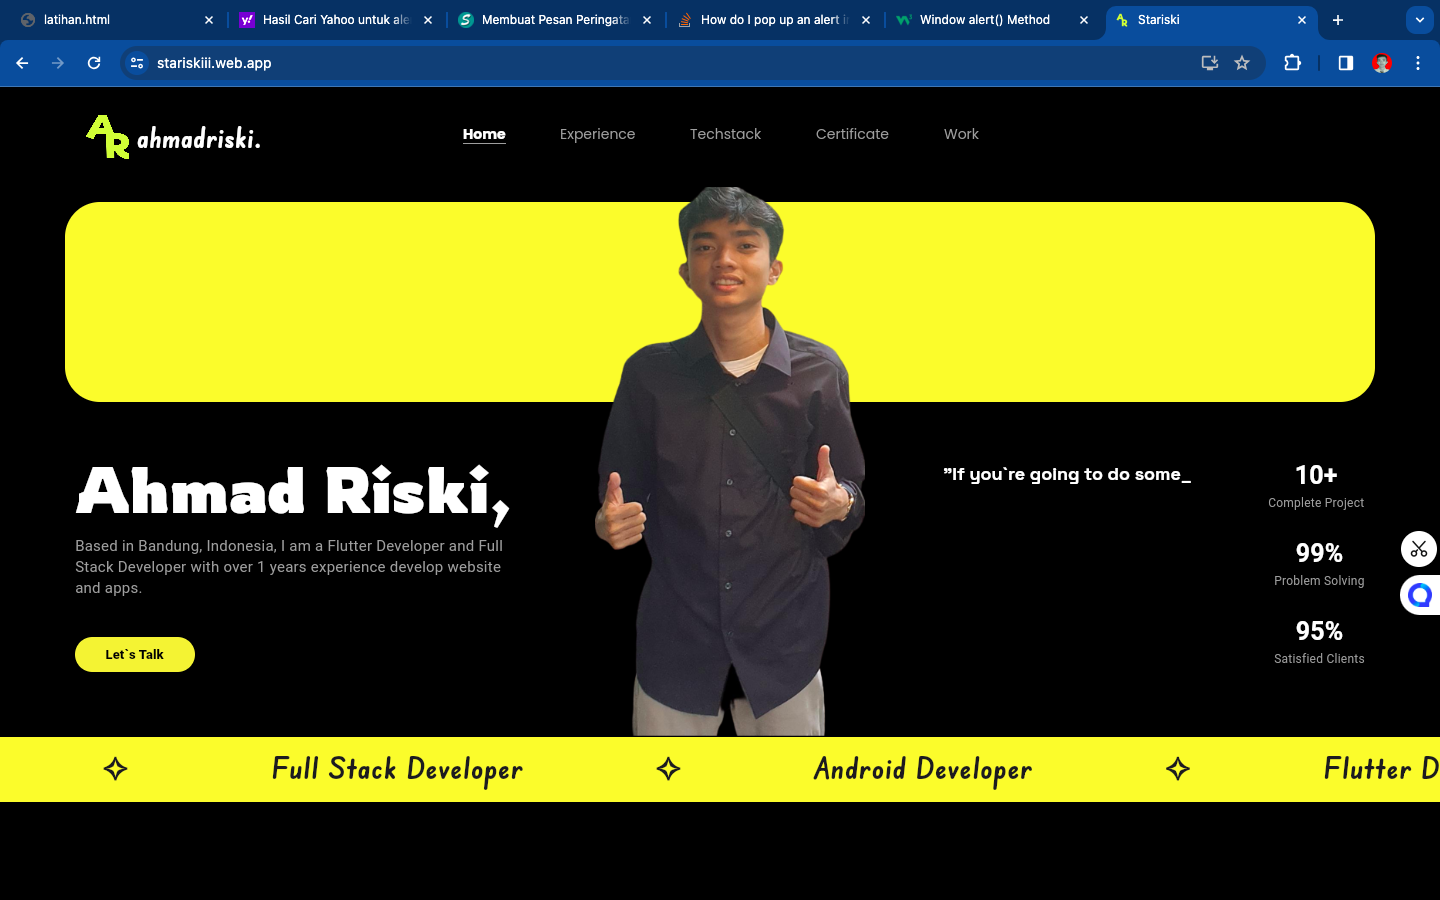 latihan.html
Hasil Cari Yahoo untuk ale
Membuat Pesan Peringata
How do I pop up an alert in
Window alert() Method
Stariski
stariskiii.web.app
AR ahmadriski.
Home
Experience
Techstack
Certificate
Work
Ahmad Riski,
Based in Bandung, Indonesia, I am a Flutter Developer and Full
Stack Developer with over 1 years experience develop website
and apps.
Let`s Talk
"If you`re going to do some_
10+
Complete Project
99%
Problem Solving
95%
Satisfied Clients
Full Stack Developer
Android Developer
Flutter D